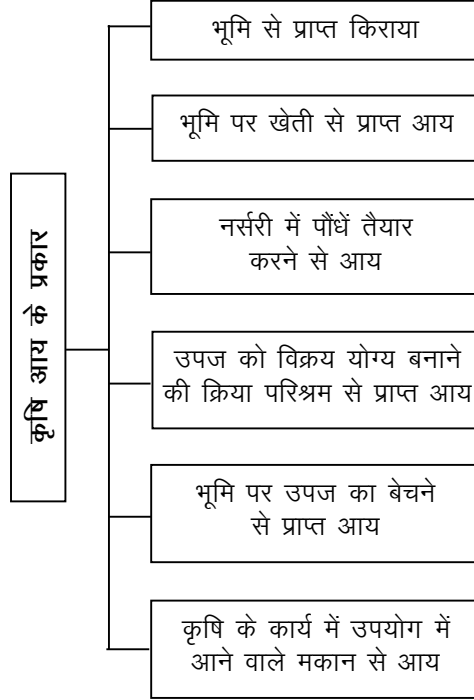 कृषि आय के प्रकार
भूमि से प्राप्त किराया
भूमि पर खेती से प्राप्त आय
नर्सरी में पौंधें तैयार
करने से आय
उपज को विक्रय योग्य बनाने
की क्रिया परिश्रम से प्राप्त आय
भूमि पर उपज का बेचने
से प्राप्त आय
कृषि के कार्य में उपयोग में
आने वाले मकान से आय